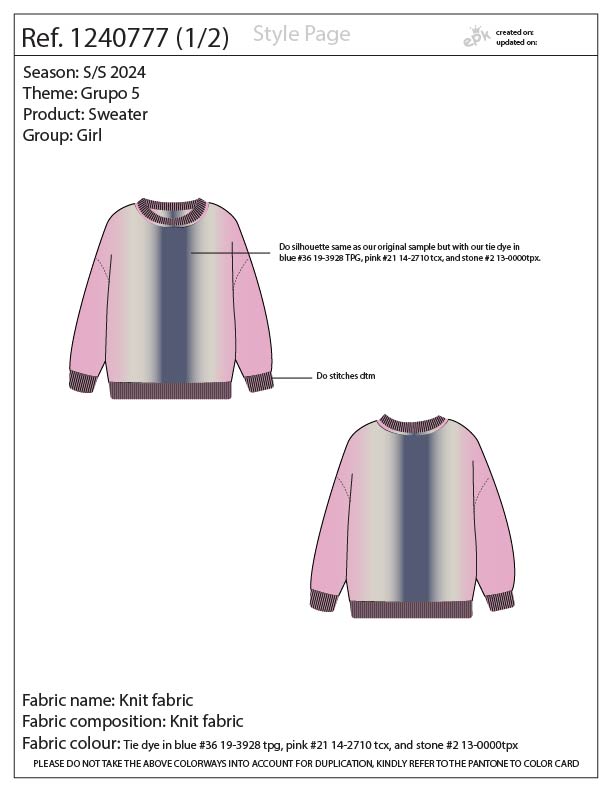 Ref. 1240777 (1/2)
Style Page
epk
created on:
updated on:
Season: S/S 2024
Theme: Grupo 5
Product: Sweater
Group: Girl
Do silhouette same as our original sample but with our tie dye in
blue #36 19-3928 TPG, pink #21 14-2710 tcx, and stone #2 13-0000tpx.
Do stitches dtm
Fabric name: Knit fabric
Fabric composition: Knit fabric
Fabric colour: Tie dye in blue #36 19-3928 tpg, pink #21 14-2710 tcx, and stone #2 13-0000tpx
PLEASE DO NOT TAKE THE ABOVE COLORWAYS INTO ACCOUNT FOR DUPLICATION, KINDLY REFER TO THE PANTONE TO COLOR CARD